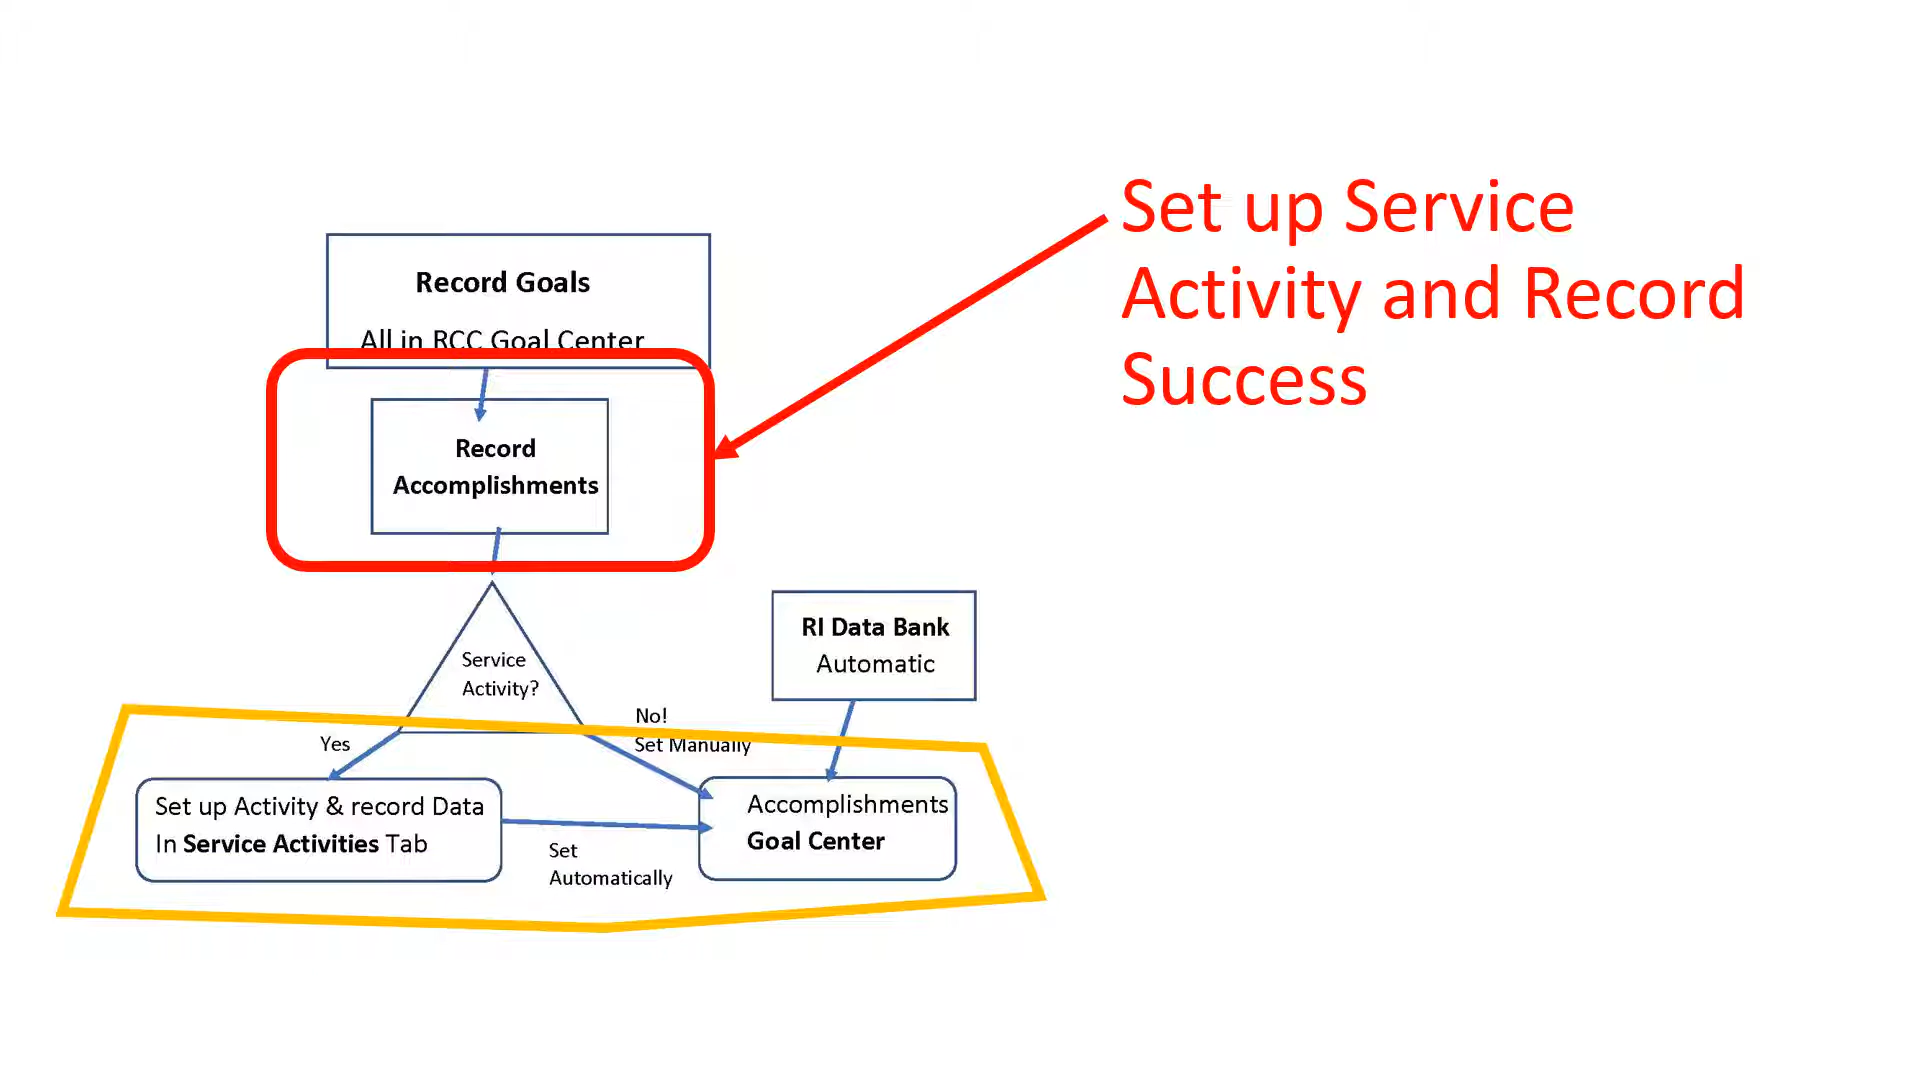 Set up Service
Activity and Record
Success
Record Goals
All in RCC Goal Center
Record
Accomplishments
Service
Activity?
RI Data Bank
Automatic
No!
Set Manually
Yes
Set up Activity & record Data
In Service Activities Tab
Set
Automatically
Accomplishments
Goal Center